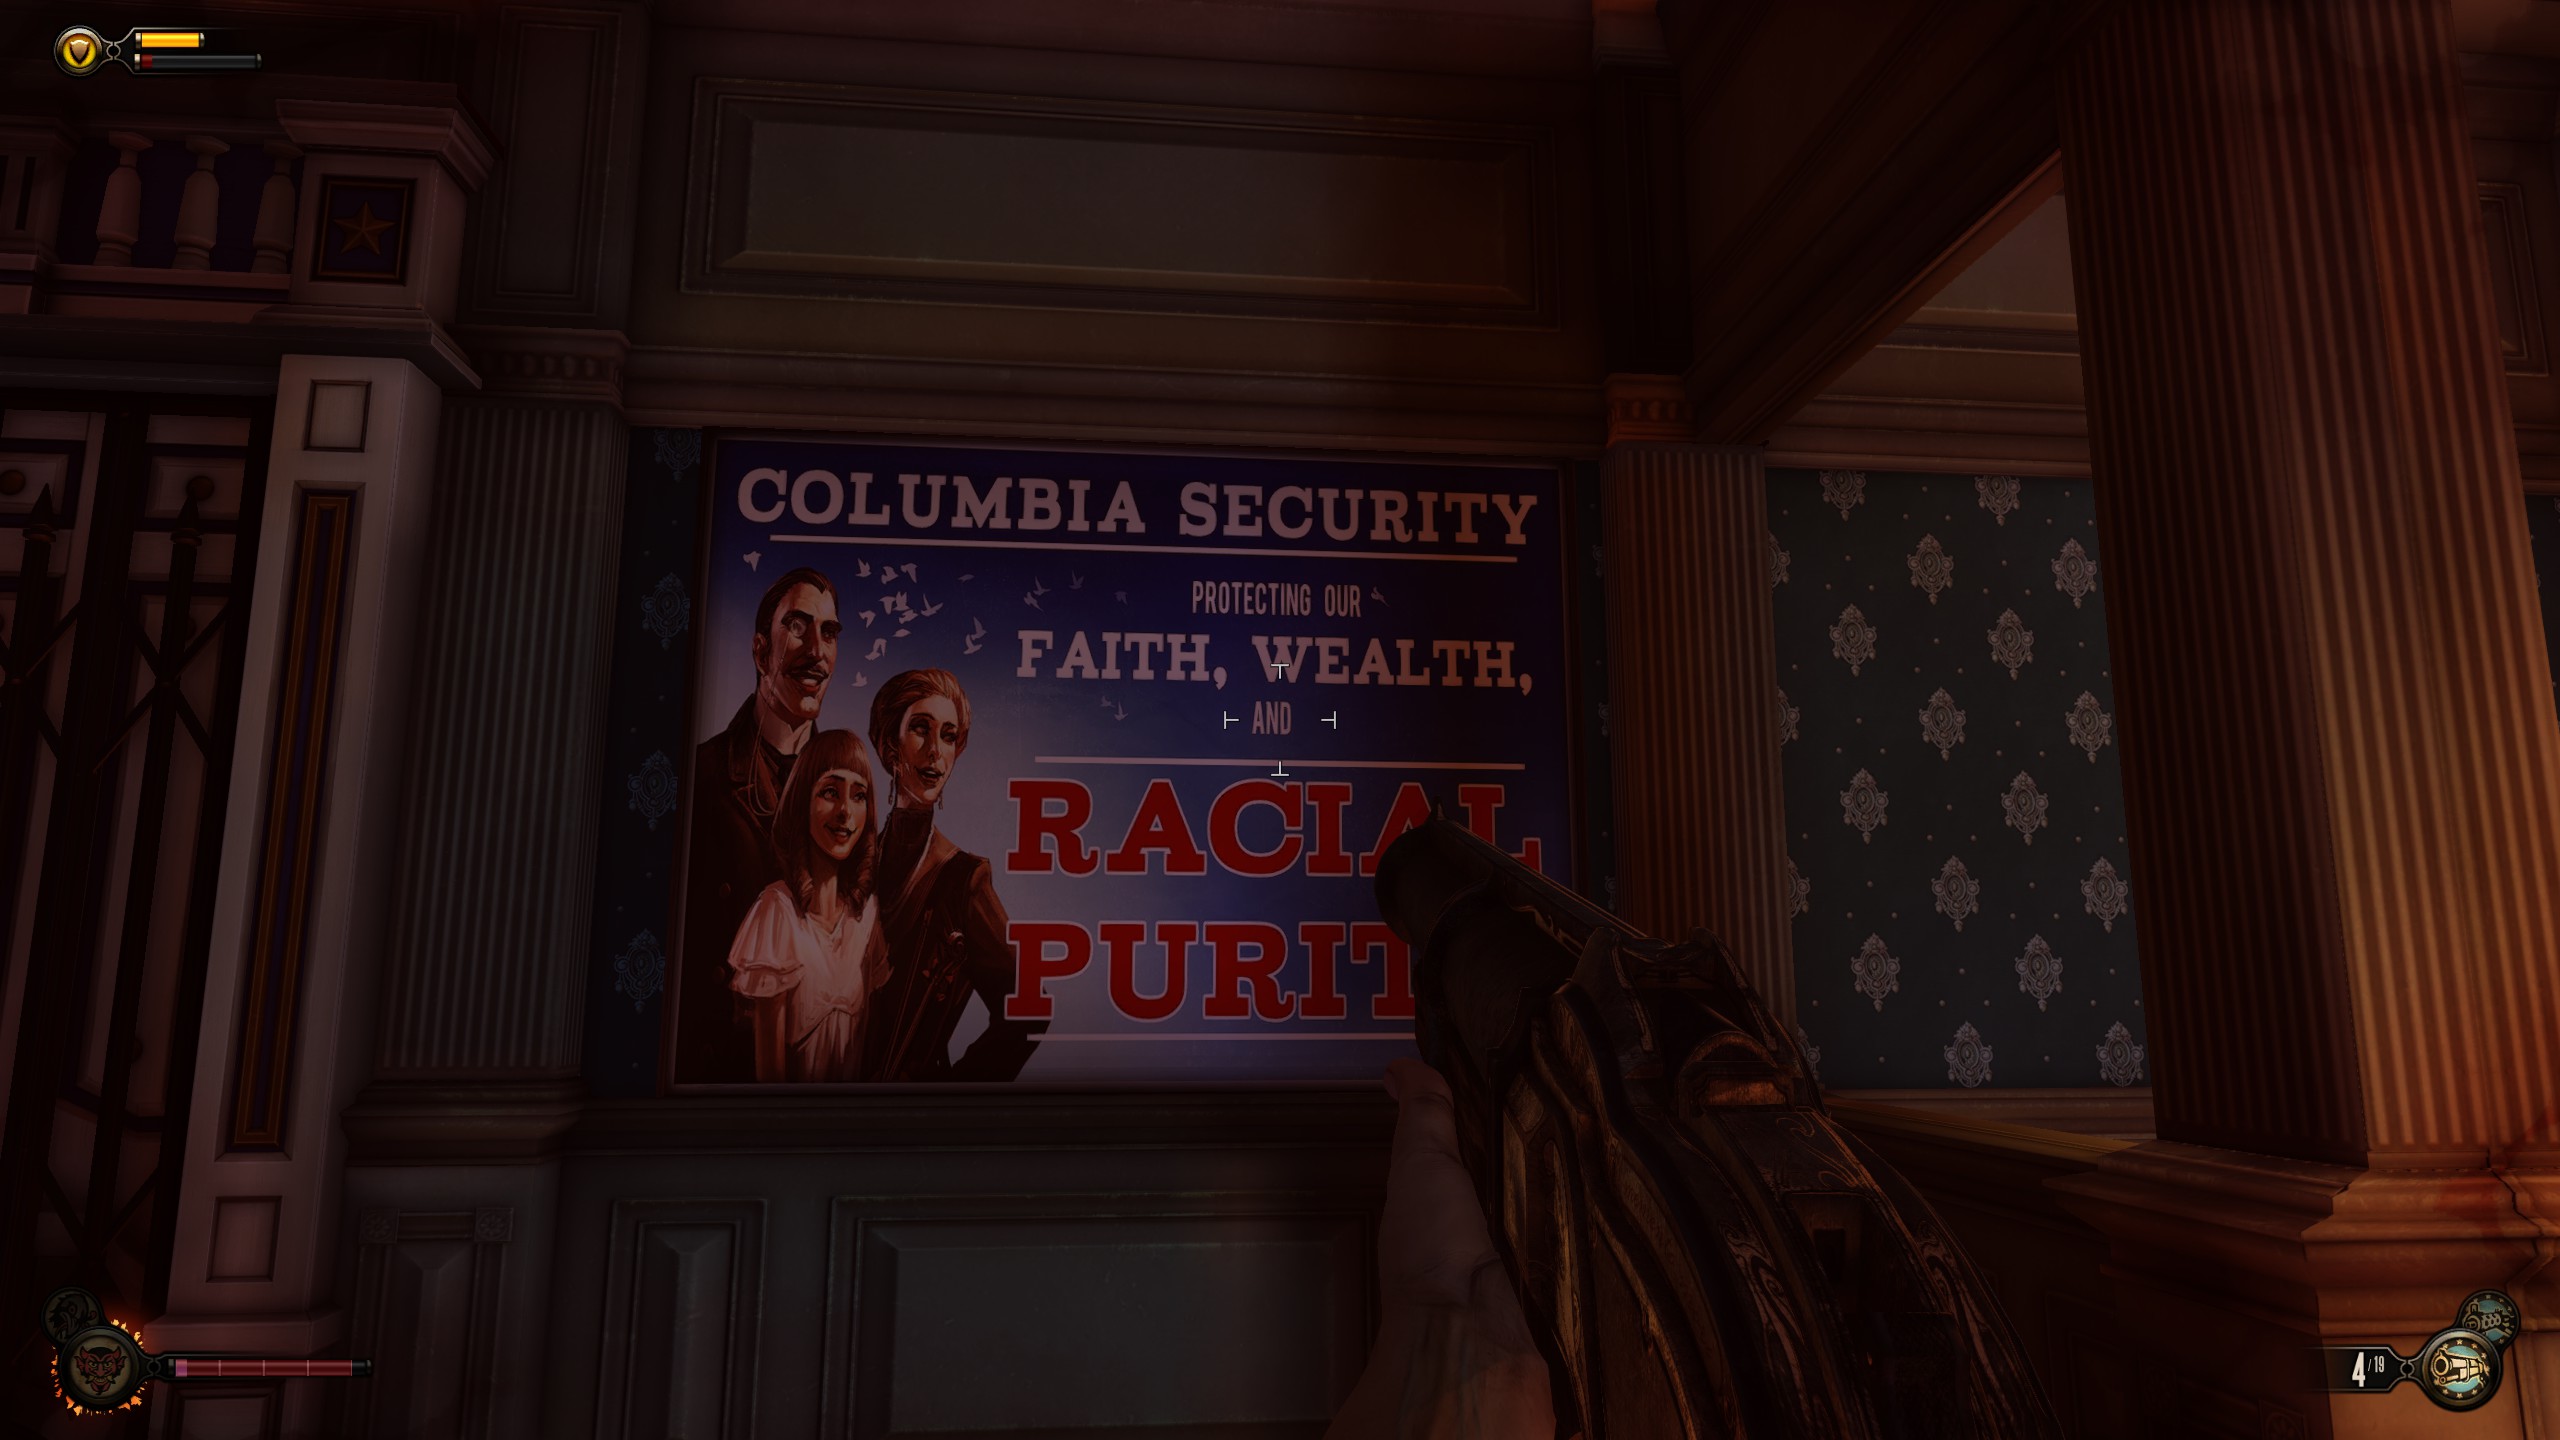 COLUMBIA SECURITY
PROTECTING OUR
FAITH, WEALTH,
AND
RACIAL
PURIT
4/19